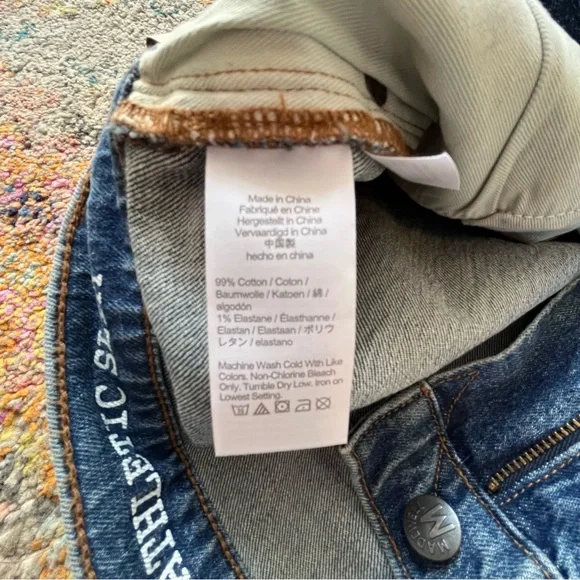 Made in China
Fabriqué en Chine
Hergestellt in China
Vervaardigd in China
中国製
hecho en china
99% Cotton / Coton /
Baumwolle / Katoen / 綿 /
algodón
1% Elastane / Élasthanne /
Elastan / Elastaan / ポリウ
レタン / elastano
Machine Wash Cold With Like
Colors, Non-Chlorine Bleach
Only, Tumble Dry Low, Iron on
Lowest Setting.
ATHLETIC
MADEWELL
M